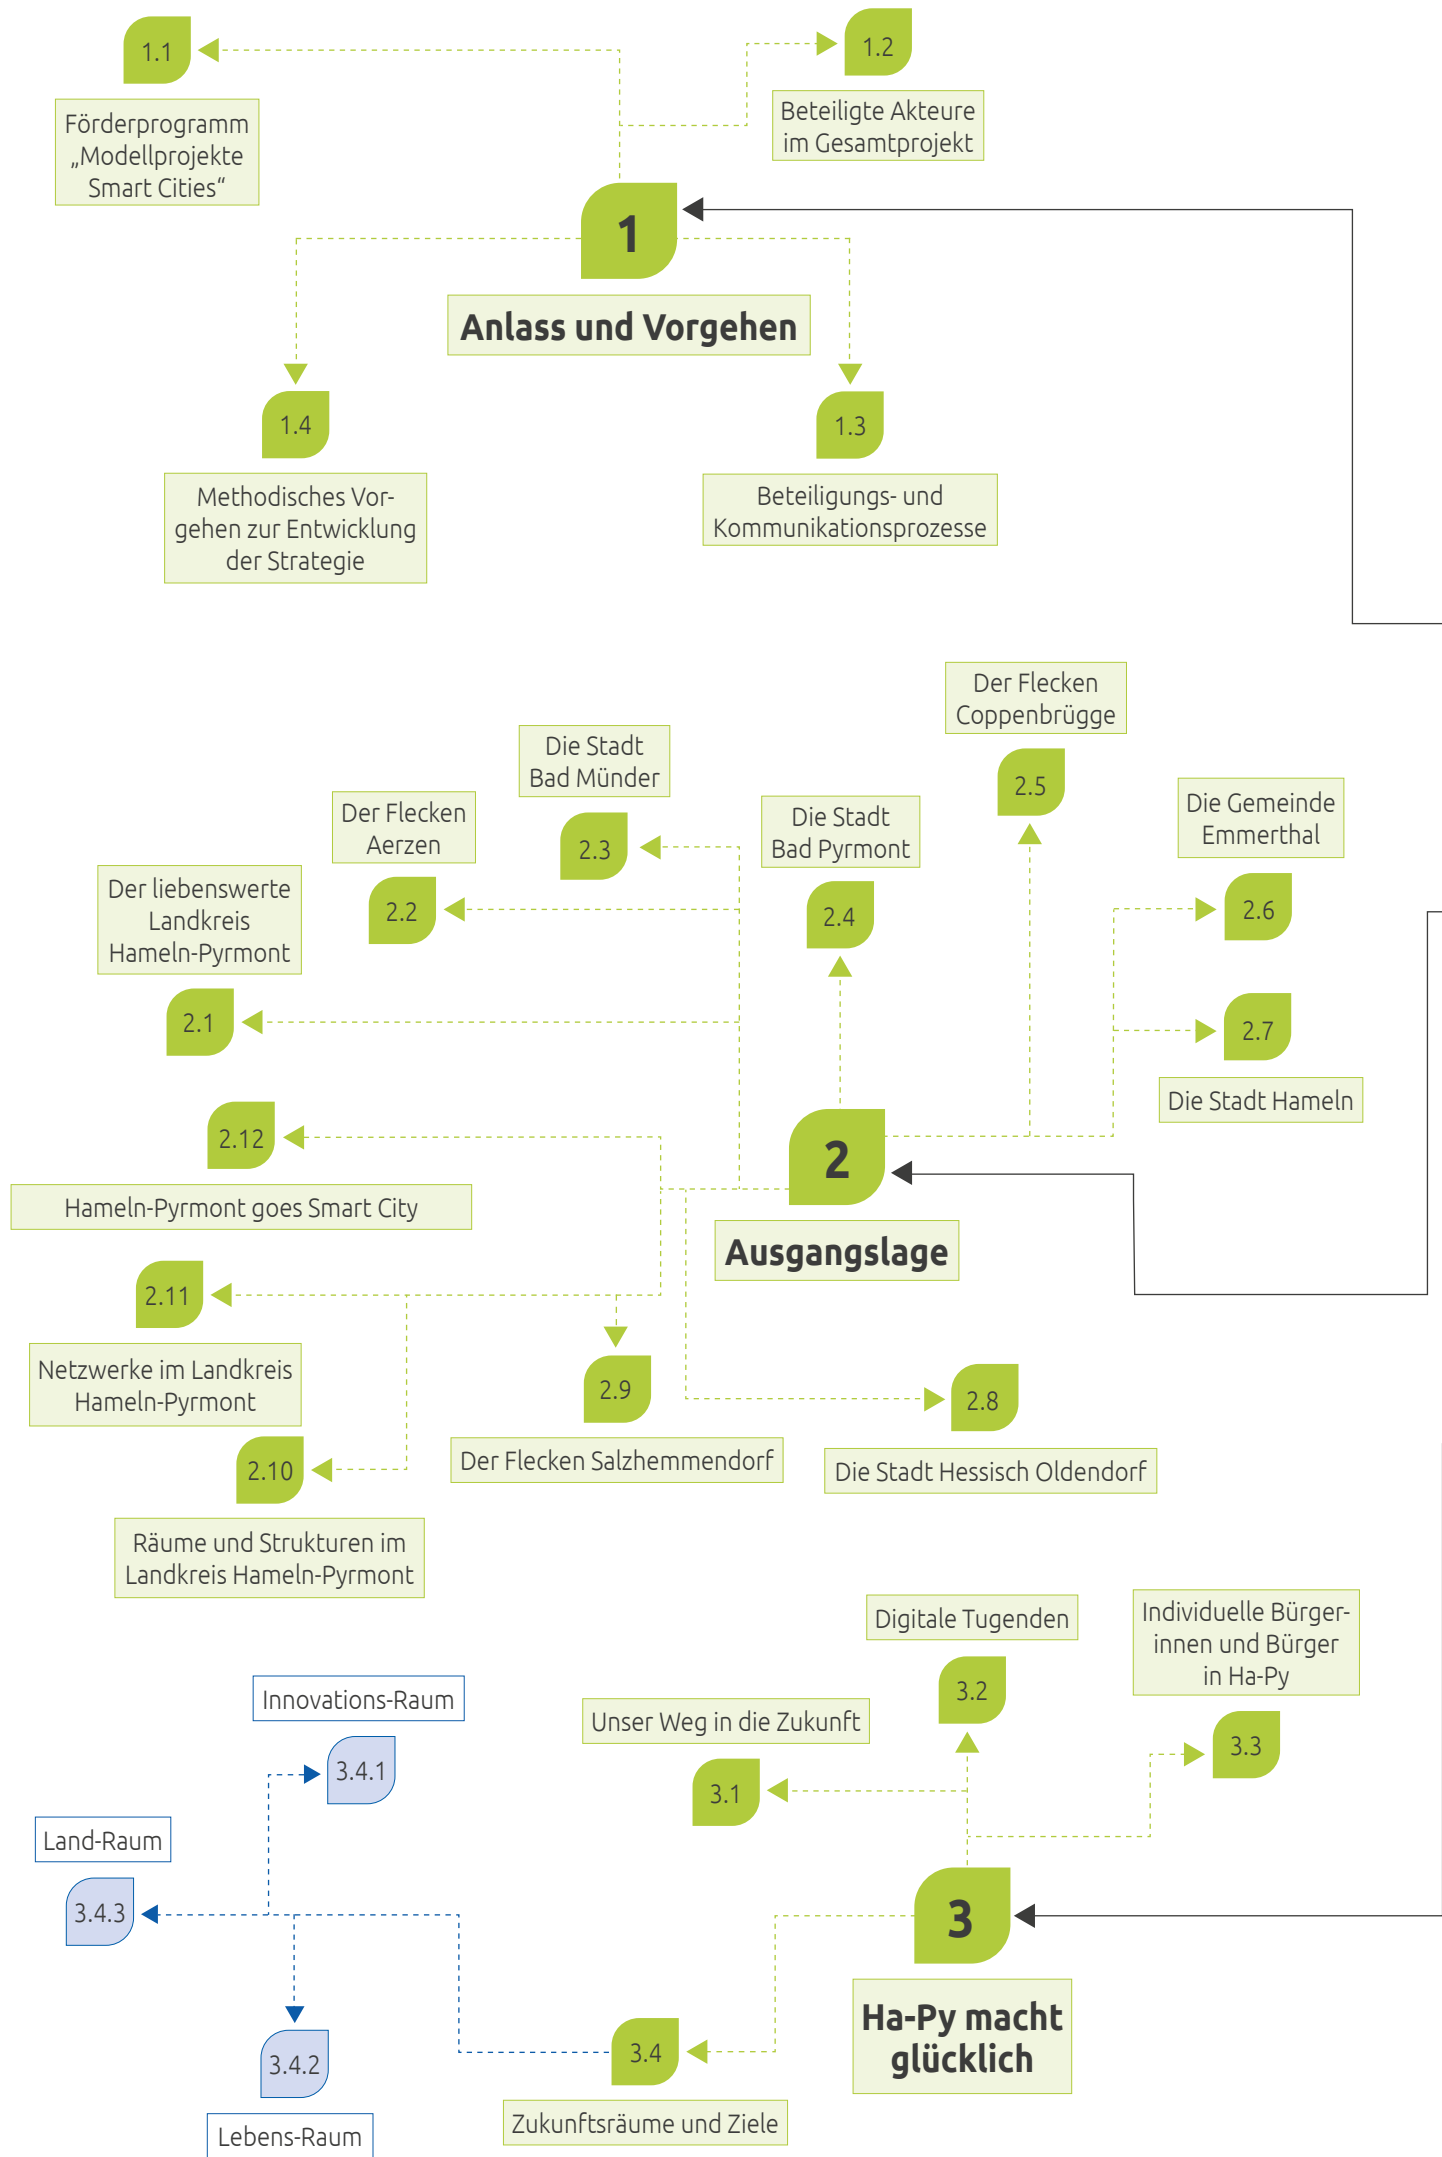 1.1
Förderprogramm
„Modellprojekte
Smart Cities“
1.2
Beteiligte Akteure
im Gesamtprojekt
1
Anlass und Vorgehen
1.4
Methodisches Vor-
gehen zur Entwicklung
der Strategie
1.3
Beteiligungs- und
Kommunikationsprozesse
Der liebenswerte
Landkreis
Hameln-Pyrmont
2.1
Der Flecken
Aerzen
2.2
Die Stadt
Bad Münder
2.3
Die Stadt
Bad Pyrmont
2.4
Der Flecken
Coppenbrügge
2.5
Die Gemeinde
Emmerthal
2.6
2.7
Die Stadt Hameln
2
Ausgangslage
2.12
Hameln-Pyrmont goes Smart City
2.11
Netzwerke im Landkreis
Hameln-Pyrmont
2.10
Räume und Strukturen im
Landkreis Hameln-Pyrmont
2.9
Der Flecken Salzhemmendorf
2.8
Die Stadt Hessisch Oldendorf
Unser Weg in die Zukunft
3.1
Digitale Tugenden
3.2
Individuelle Bürger-
innen und Bürger
in Ha-Py
3.3
3
Ha-Py macht
glücklich
3.4
Zukunftsräume und Ziele
Innovations-Raum
3.4.1
Land-Raum
3.4.3
3.4.2
Lebens-Raum